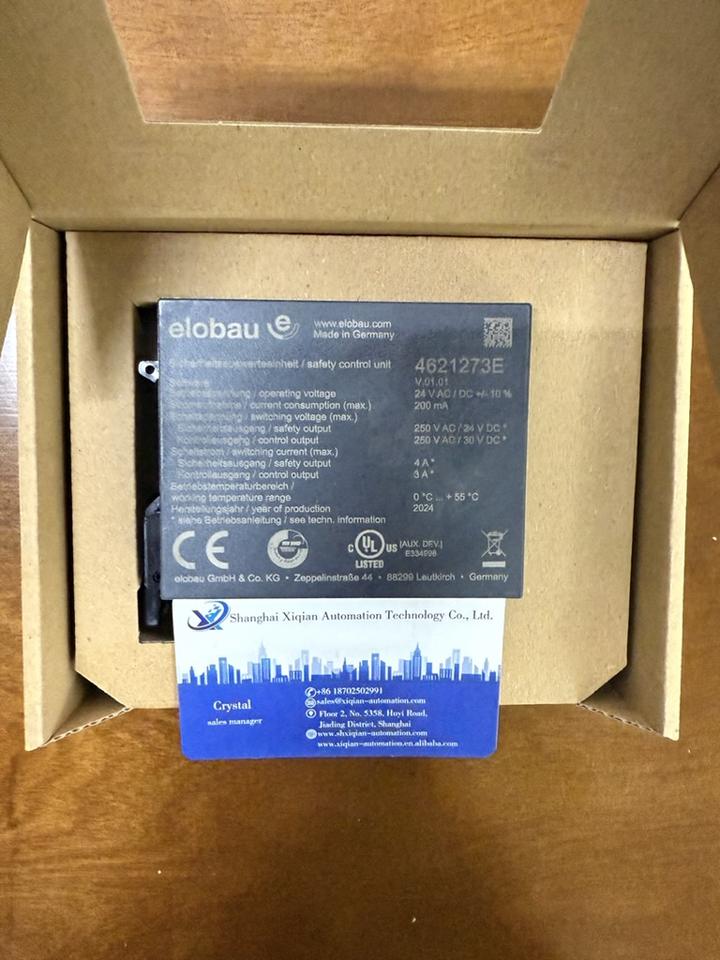 elobau e
www.elobau.com
Made in Germany
Sicherheitsauswerteeinheit / safety control unit 4621273E
Software V.01.01
Betriebsspannung / operating voltage 24 V AC / DC +/- 10 %
Stromaufnahme / current consumption (max.) 200 mA
Schaltspannung / switching voltage (max.)
Sicherheitsausgang / safety output 250 V AC / 24 V DC *
Kontrollausgang / control output 250 V AC / 30 V DC *
Schaltstrom / switching current (max.)
Sicherheitsausgang / safety output 4 A *
Kontrollausgang / control output 3 A *
Betriebstemperaturbereich /
working temperature range 0 °C ... + 55 °C
Herstellungsjahr / year of production 2024
* siehe Betriebsanleitung / see techn. information
CE
C UL US [AUX. DEV.]
LISTED E334998
elobau GmbH & Co. KG • Zeppelinstraße 44 • 88299 Leutkirch • Germany
Shanghai Xiqian Automation Technology Co., Ltd.
Crystal
sales manager
+86 18702502991
sales@xiqian-automation.com
Floor 2, No. 5358, Huyi Road,
Jiading District, Shanghai
www.shxiqian-automation.com
www.xiqian-automation.en.alibaba.com